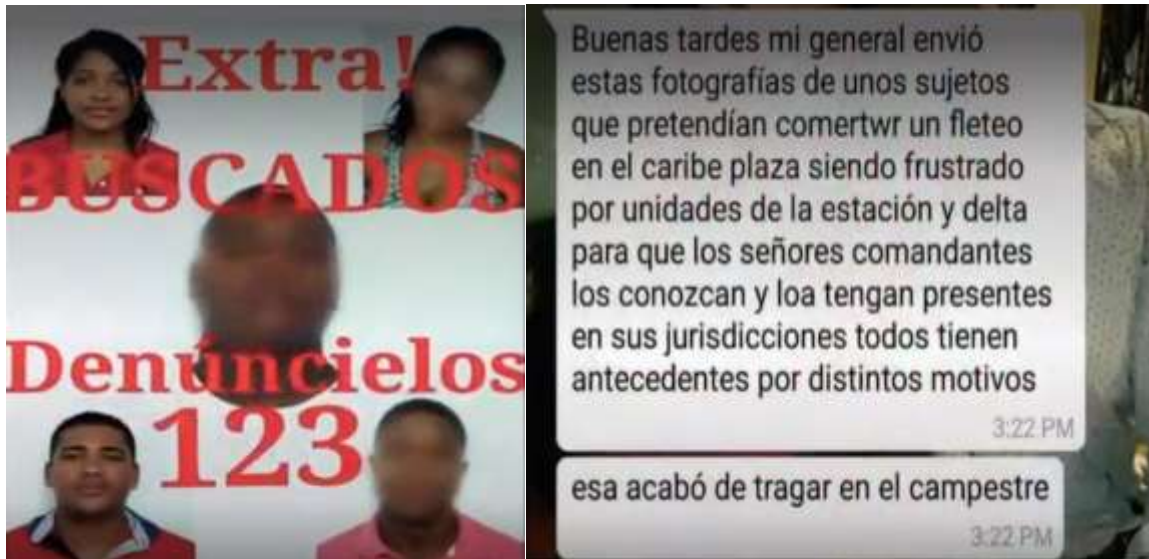 Extra!
BUSCADOS
Denúncielos
123
Buenas tardes mi general envió
estas fotografías de unos sujetos
que pretendían comertwr un fleteo
en el caribe plaza siendo frustrado
por unidades de la estación y delta
para que los señores comandantes
los conozcan y loa tengan presentes
en sus jurisdicciones todos tienen
antecedentes por distintos motivos
3:22 PM
esa acabó de tragar en el campestre
3:22 PM